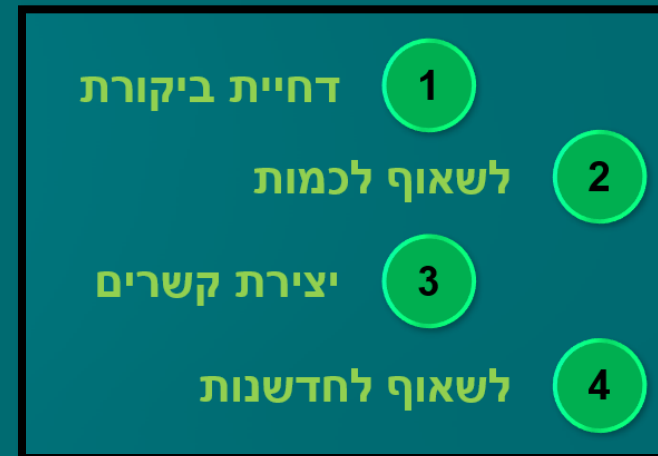 1 דחיית ביקורת
2 לשאוף לכמות
3 יצירת קשרים
4 לשאוף לחדשנות